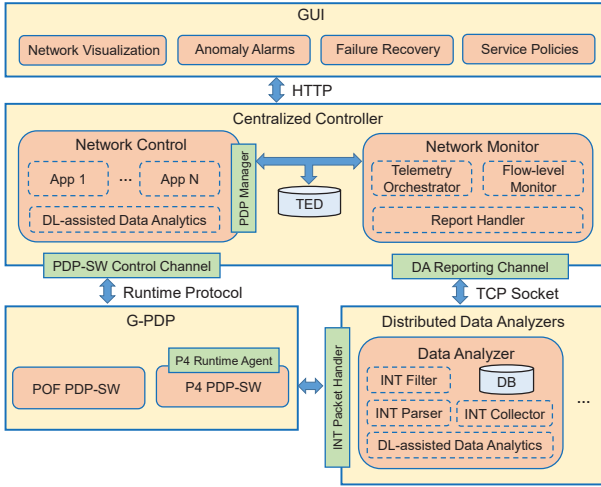 GUI
Network Visualization
Anomaly Alarms
Failure Recovery
Service Policies
HTTP
Centralized Controller
Network Control
App 1
...
App N
DL-assisted Data Analytics
PDP Manager
TED
Network Monitor
Telemetry
Orchestrator
Flow-level
Monitor
Report Handler
PDP-SW Control Channel
DA Reporting Channel
Runtime Protocol
TCP Socket
G-PDP
POF PDP-SW
P4 Runtime Agent
P4 PDP-SW
INT Packet Handler
Distributed Data Analyzers
Data Analyzer
INT Filter
DB
INT Parser
INT Collector
DL-assisted Data Analytics
...